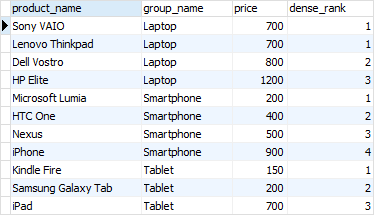 product_name group_name price dense_rank
Sony VAIO Laptop 700 1
Lenovo Thinkpad Laptop 700 1
Dell Vostro Laptop 800 2
HP Elite Laptop 1200 3
Microsoft Lumia Smartphone 200 1
HTC One Smartphone 400 2
Nexus Smartphone 500 3
iPhone Smartphone 900 4
Kindle Fire Tablet 150 1
Samsung Galaxy Tab Tablet 200 2
iPad Tablet 700 3